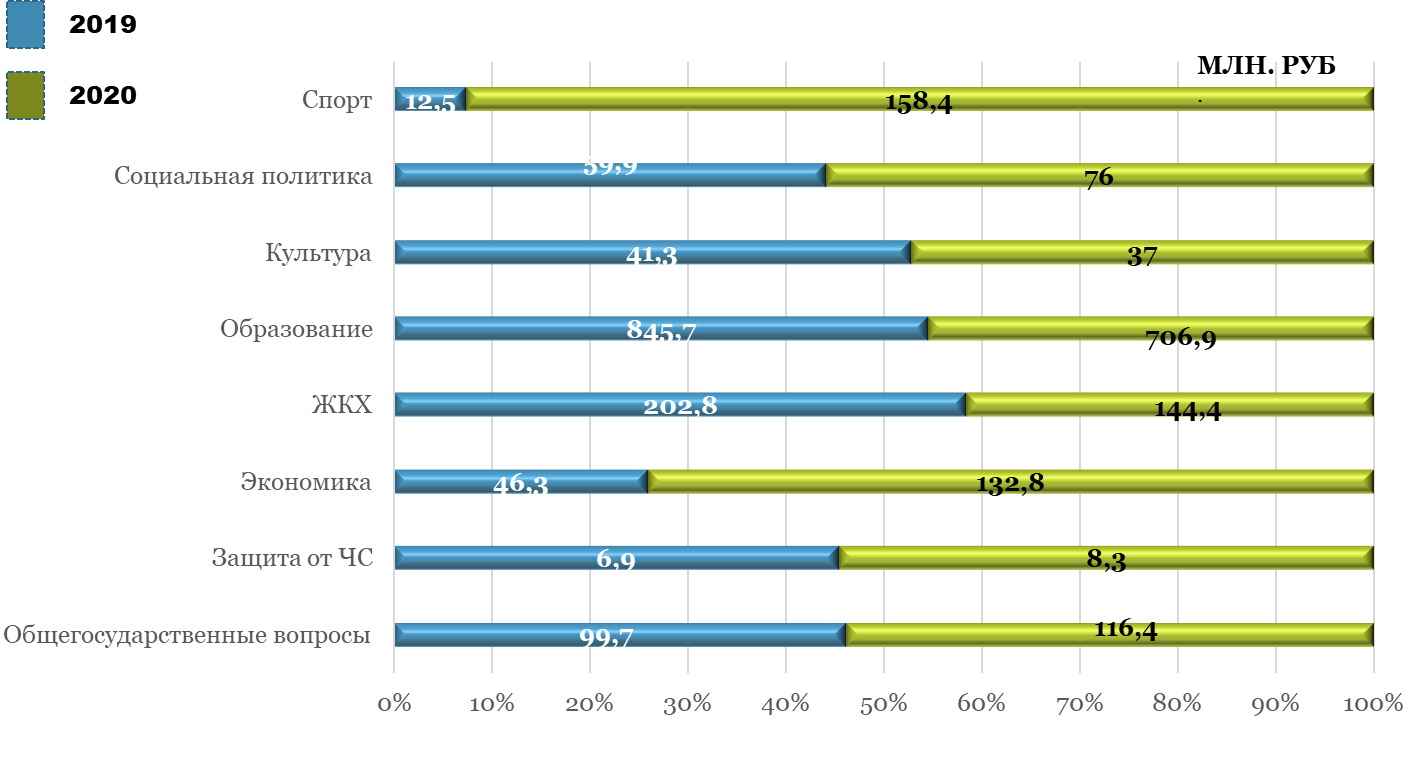 2019
2020
МЛН. РУБ
Спорт 12,5 158,4
Социальная политика 59,9 76
Культура 41,3 37
Образование 845,7 706,9
ЖКХ 202,8 144,4
Экономика 46,3 132,8
Защита от ЧС 6,9 8,3
Общегосударственные вопросы 99,7 116,4
0% 10% 20% 30% 40% 50% 60% 70% 80% 90% 100%